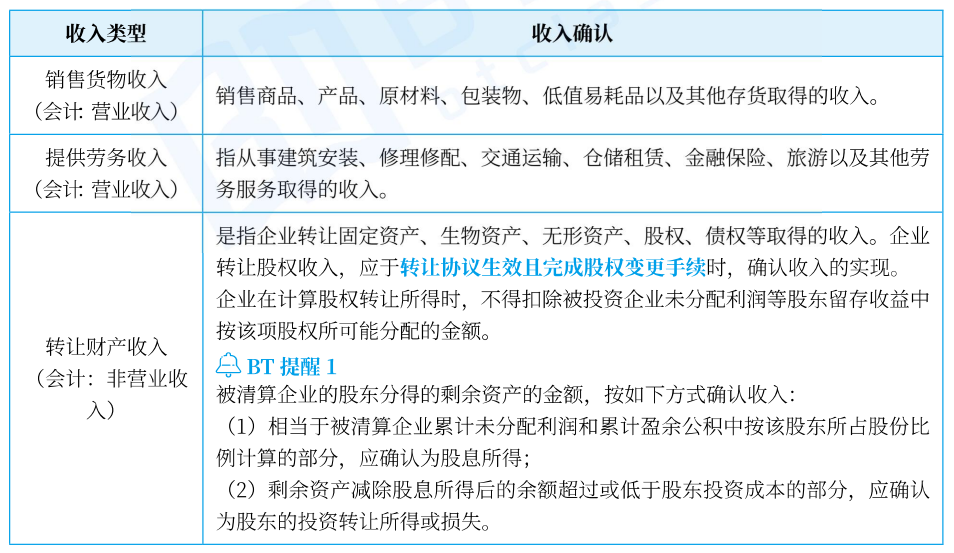 收入类型
收入确认
销售货物收入
（会计：营业收入）
销售商品、产品、原材料、包装物、低值易耗品以及其他存货取得的收入。
提供劳务收入
（会计：营业收入）
指从事建筑安装、修理修配、交通运输、仓储租赁、金融保险、旅游以及其他劳
务服务取得的收入。
转让财产收入
（会计：非营业收
入）
是指企业转让固定资产、生物资产、无形资产、股权、债权等取得的收入。企业
转让股权收入，应于转让协议生效且完成股权变更手续时，确认收入的实现。
企业在计算股权转让所得时，不得扣除被投资企业未分配利润等股东留存收益中
按该项股权所可能分配的金额。
BT 提醒 1
被清算企业的股东分得的剩余资产的金额，按如下方式确认收入：
（1）相当于被清算企业累计未分配利润和累计盈余公积中按该股东所占股份比
例计算的部分，应确认为股息所得；
（2）剩余资产减除股息所得后的余额超过或低于股东投资成本的部分，应确认
为股东的投资转让所得或损失。